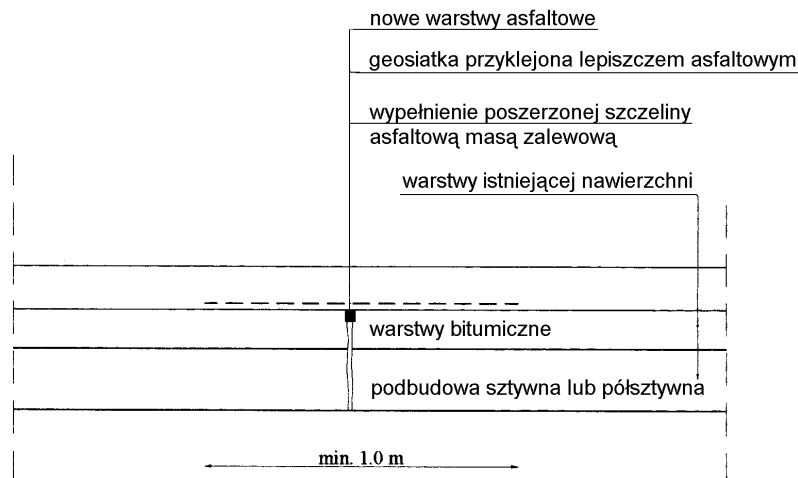 nowe warstwy asfaltowe
geosiatka przyklejona lepiszczem asfaltowym
wypełnienie poszerzonej szczeliny
asfaltową masą zalewową
warstwy istniejącej nawierzchni
warstwy bitumiczne
podbudowa sztywna lub półsztywna
min. 1.0 m